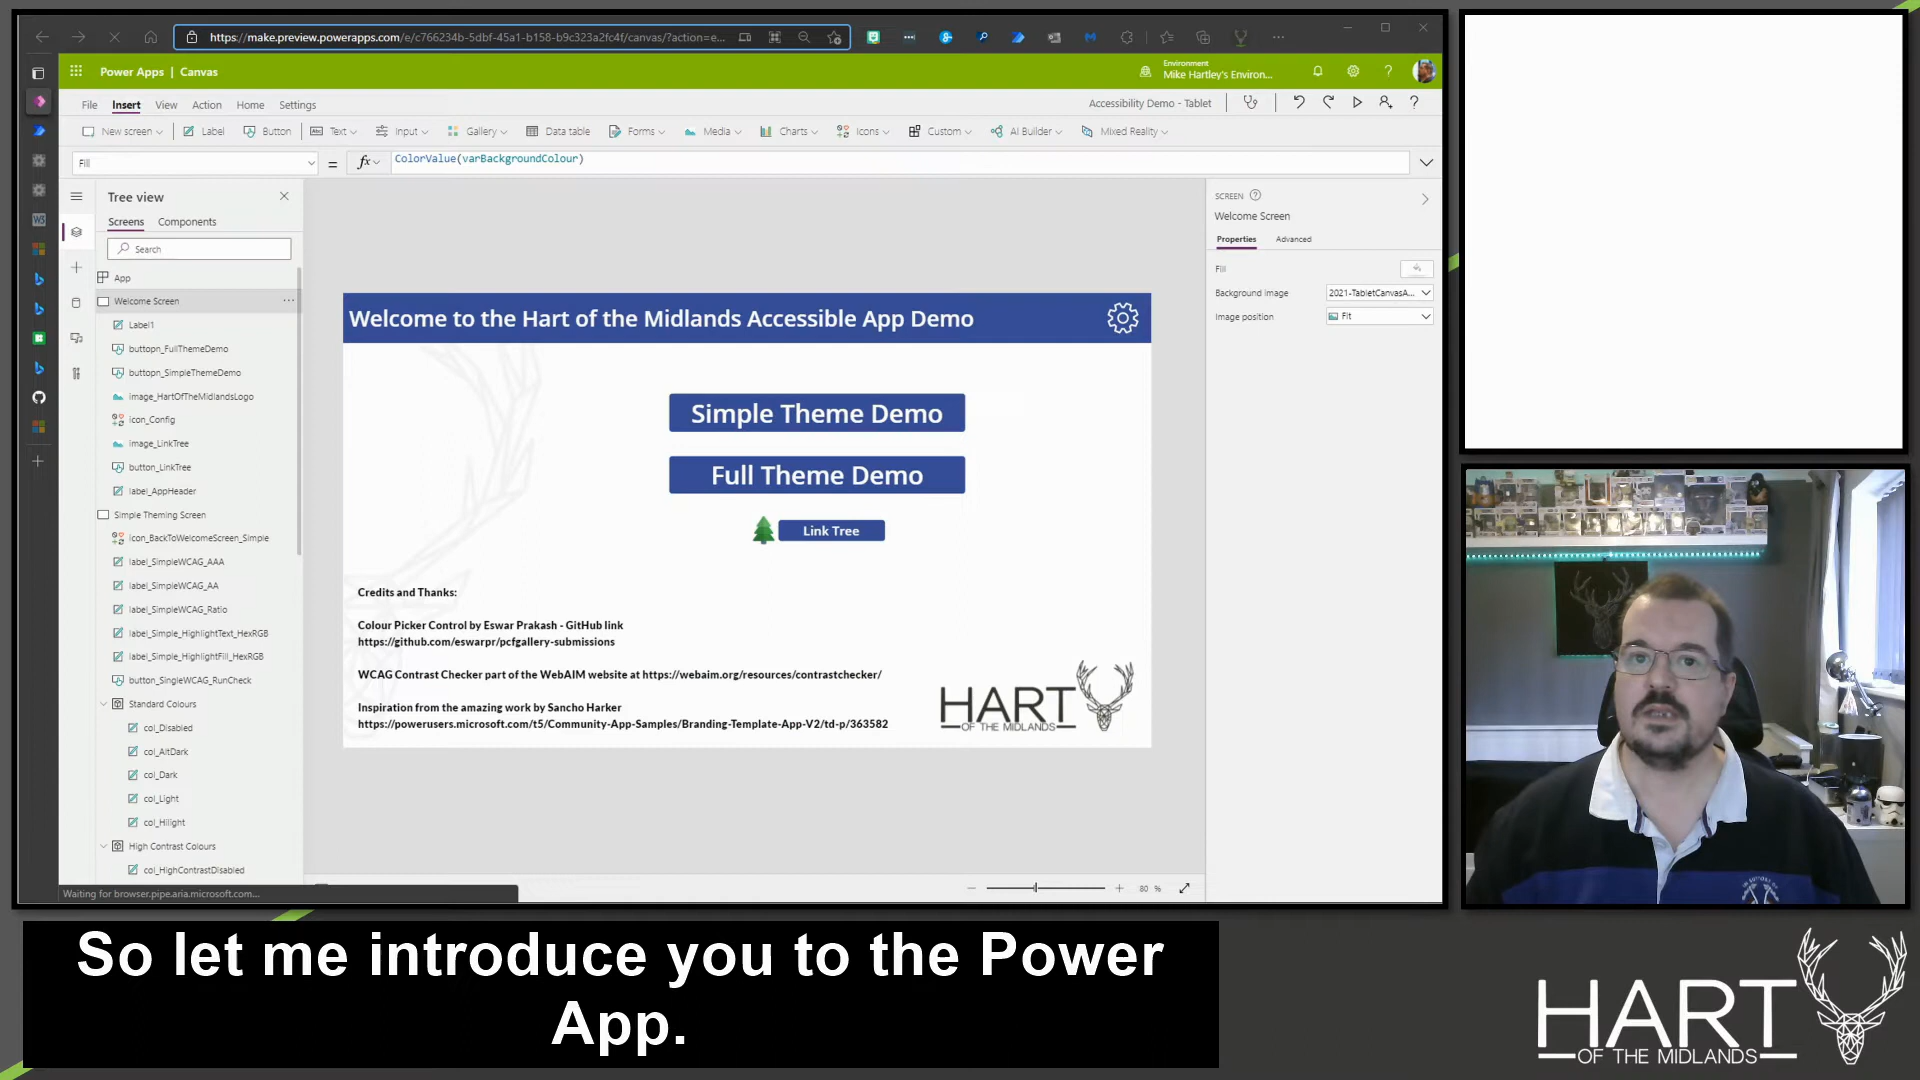 https://make.preview.powerapps.com/e/c766234b-5dbf-45a1-b158-b9c323a2fc4f/canvas/?action=e...
Power Apps | Canvas
Environment
Mike Hartley's Environ...
File Insert View Action Home Settings
Accessibility Demo - Tablet
New screen Label Button Text Input Gallery Data table Forms Media Charts Icons Custom AI Builder Mixed Reality
Fill = fx ColorValue(varBackgroundColour)
Tree view
Screens Components
Search
App
Welcome Screen
Label1
buttopn_FullThemeDemo
buttopn_SimpleThemeDemo
image_HartOfTheMidlandsLogo
icon_Config
image_LinkTree
button_LinkTree
label_AppHeader
Simple Theming Screen
icon_BackToWelcomeScreen_Simple
label_SimpleWCAG_AAA
label_SimpleWCAG_AA
label_SimpleWCAG_Ratio
label_Simple_HighlightText_HexRGB
label_Simple_HighlightFill_HexRGB
button_SingleWCAG_RunCheck
Standard Colours
col_Disabled
col_AltDark
col_Dark
col_Light
col_Hilight
High Contrast Colours
col_HighContrastDisabled
Waiting for browser.pipe.aria.microsoft.com...
Welcome to the Hart of the Midlands Accessible App Demo
Simple Theme Demo
Full Theme Demo
Link Tree
Credits and Thanks:
Colour Picker Control by Eswar Prakash - GitHub link
https://github.com/eswarpr/pcfgallery-submissions
WCAG Contrast Checker part of the WebAIM website at https://webaim.org/resources/contrastchecker/
Inspiration from the amazing work by Sancho Harker
https://powerusers.microsoft.com/t5/Community-App-Samples/Branding-Template-App-V2/td-p/363582
HART
OF THE MIDLANDS
80 %
SCREEN
Welcome Screen
Properties Advanced
Fill
Background image 2021-TabletCanvasA...
Image position Fit
So let me introduce you to the Power
App.
HART
OF THE MIDLANDS